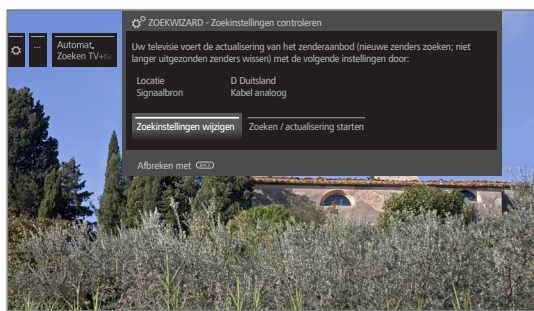 ZOEKWIZARD - Zoekinstellingen controleren
...
Automat.
Zoeken TV+ra
Uw televisie voert de actualisering van het zenderaanbod (nieuwe zenders zoeken; niet
langer uitgezonden zenders wissen) met de volgende instellingen door:
Locatie D Duitsland
Signaalbron Kabel analoog
Zoekinstellingen wijzigen Zoeken / actualisering starten
Afbreken met BACK